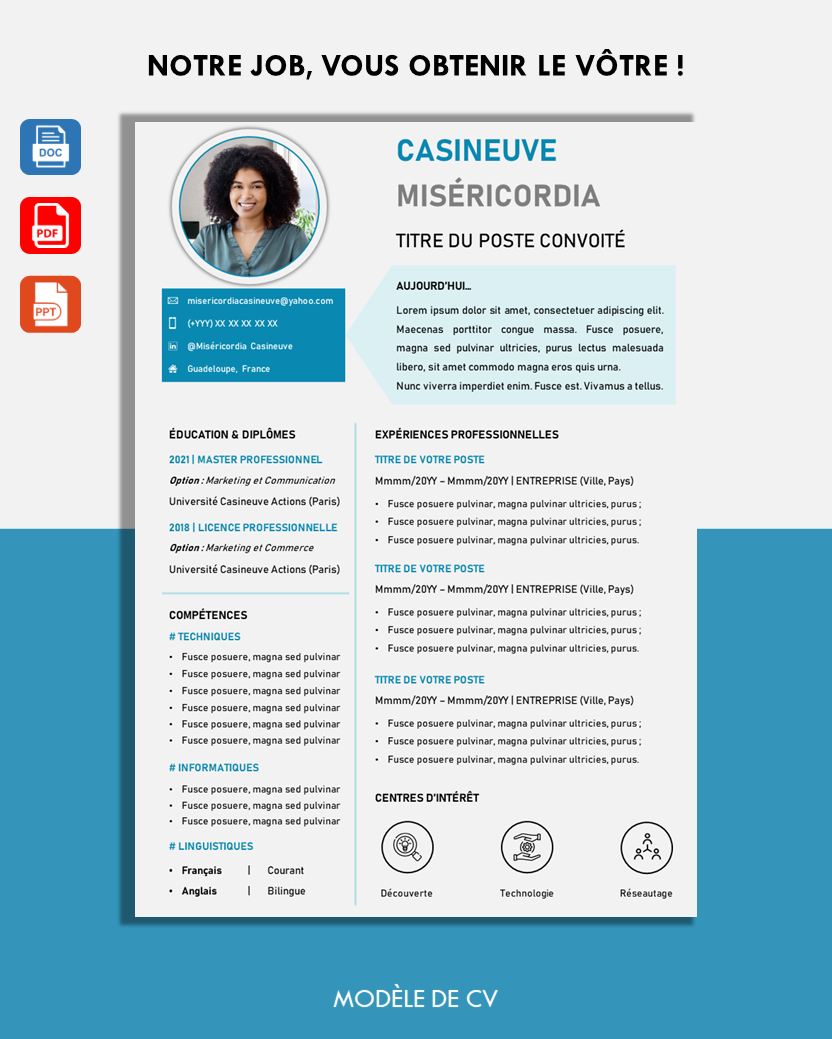 NOTRE JOB, VOUS OBTENIR LE VÔTRE !
DOC
PDF
PPT
CASINEUVE
MISÉRICORDIA
TITRE DU POSTE CONVOITÉ
misericordiacasineuve@yahoo.com
(+YYY) XX XX XX XX XX
in @Miséricordia Casineuve
Guadeloupe, France
AUJOURD'HUI...
Lorem ipsum dolor sit amet, consectetuer adipiscing elit.
Maecenas porttitor congue massa. Fusce posuere,
magna sed pulvinar ultricies, purus lectus malesuada
libero, sit amet commodo magna eros quis urna.
Nunc viverra imperdiet enim. Fusce est. Vivamus a tellus.
ÉDUCATION & DIPLÔMES
2021 | MASTER PROFESSIONNEL
Option : Marketing et Communication
Université Casineuve Actions (Paris)
2018 | LICENCE PROFESSIONNELLE
Option : Marketing et Commerce
Université Casineuve Actions (Paris)
COMPÉTENCES
# TECHNIQUES
• Fusce posuere, magna sed pulvinar
• Fusce posuere, magna sed pulvinar
• Fusce posuere, magna sed pulvinar
• Fusce posuere, magna sed pulvinar
• Fusce posuere, magna sed pulvinar
• Fusce posuere, magna sed pulvinar
# INFORMATIQUES
• Fusce posuere, magna sed pulvinar
• Fusce posuere, magna sed pulvinar
• Fusce posuere, magna sed pulvinar
# LINGUISTIQUES
• Français | Courant
• Anglais | Bilingue
EXPÉRIENCES PROFESSIONNELLES
TITRE DE VOTRE POSTE
Mmmm/20YY – Mmmm/20YY | ENTREPRISE (Ville, Pays)
• Fusce posuere pulvinar, magna pulvinar ultricies, purus ;
• Fusce posuere pulvinar, magna pulvinar ultricies, purus ;
• Fusce posuere pulvinar, magna pulvinar ultricies, purus.
TITRE DE VOTRE POSTE
Mmmm/20YY – Mmmm/20YY | ENTREPRISE (Ville, Pays)
• Fusce posuere pulvinar, magna pulvinar ultricies, purus ;
• Fusce posuere pulvinar, magna pulvinar ultricies, purus ;
• Fusce posuere pulvinar, magna pulvinar ultricies, purus.
TITRE DE VOTRE POSTE
Mmmm/20YY – Mmmm/20YY | ENTREPRISE (Ville, Pays)
• Fusce posuere pulvinar, magna pulvinar ultricies, purus ;
• Fusce posuere pulvinar, magna pulvinar ultricies, purus ;
• Fusce posuere pulvinar, magna pulvinar ultricies, purus.
CENTRES D'INTÉRÊT
Découverte Technologie Réseautage
MODÈLE DE CV